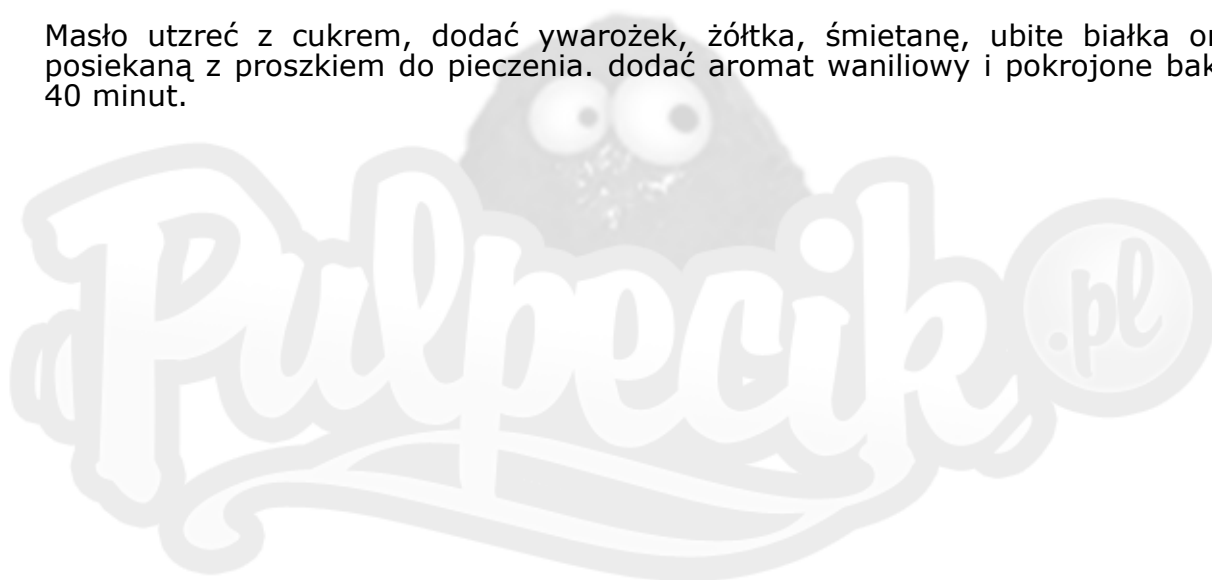 Masło utzreć z cukrem, dodać ywarożek, żółtka, śmietanę, ubite białka
posiekaną z proszkiem do pieczenia. dodać aromat waniliowy i pokrojone
40 minut.
Pulpecik .pl